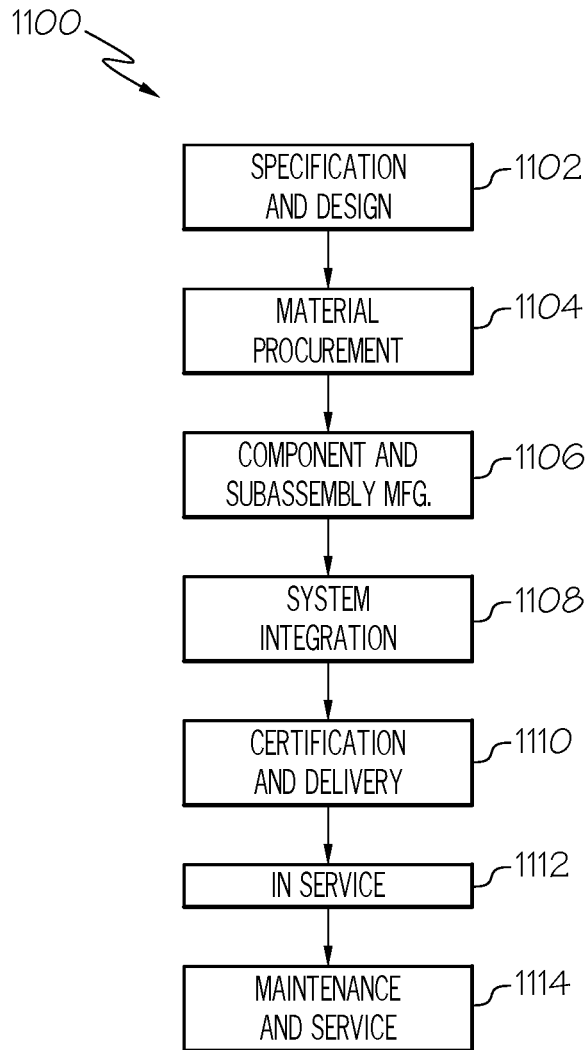 1100
SPECIFICATION
AND DESIGN
1102
MATERIAL
PROCUREMENT
1104
COMPONENT AND
SUBASSEMBLY MFG.
1106
SYSTEM
INTEGRATION
1108
CERTIFICATION
AND DELIVERY
1110
IN SERVICE
1112
MAINTENANCE
AND SERVICE
1114